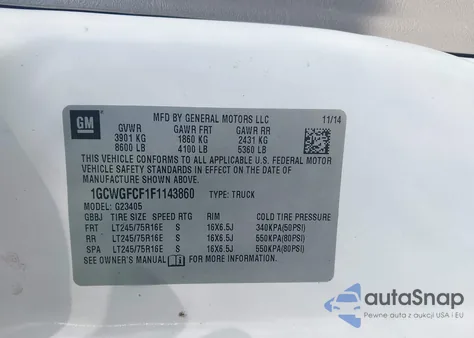 GM
MFD BY GENERAL MOTORS LLC 11/14
GVWR GAWR FRT GAWR RR
3901 KG 1860 KG 2431 KG
8600 LB 4100 LB 5360 LB
THIS VEHICLE CONFORMS TO ALL APPLICABLE U.S. FEDERAL MOTOR
VEHICLE SAFETY STANDARDS IN EFFECT ON THE DATE OF
MANUFACTURE SHOWN ABOVE.
1GCWGFCF1F1143860 TYPE: TRUCK
MODEL: G23405
GBBJ TIRE SIZE SPEED RTG RIM COLD TIRE PRESSURE
FRT LT245/75R16E S 16X6.5J 340KPA(50PSI)
RR LT245/75R16E S 16X6.5J 550KPA(80PSI)
SPA LT245/75R16E S 16X6.5J 550KPA(80PSI)
SEE OWNER'S MANUAL FOR MORE INFORMATION.
autoSnap
Pewne auta z aukcji USA i EU